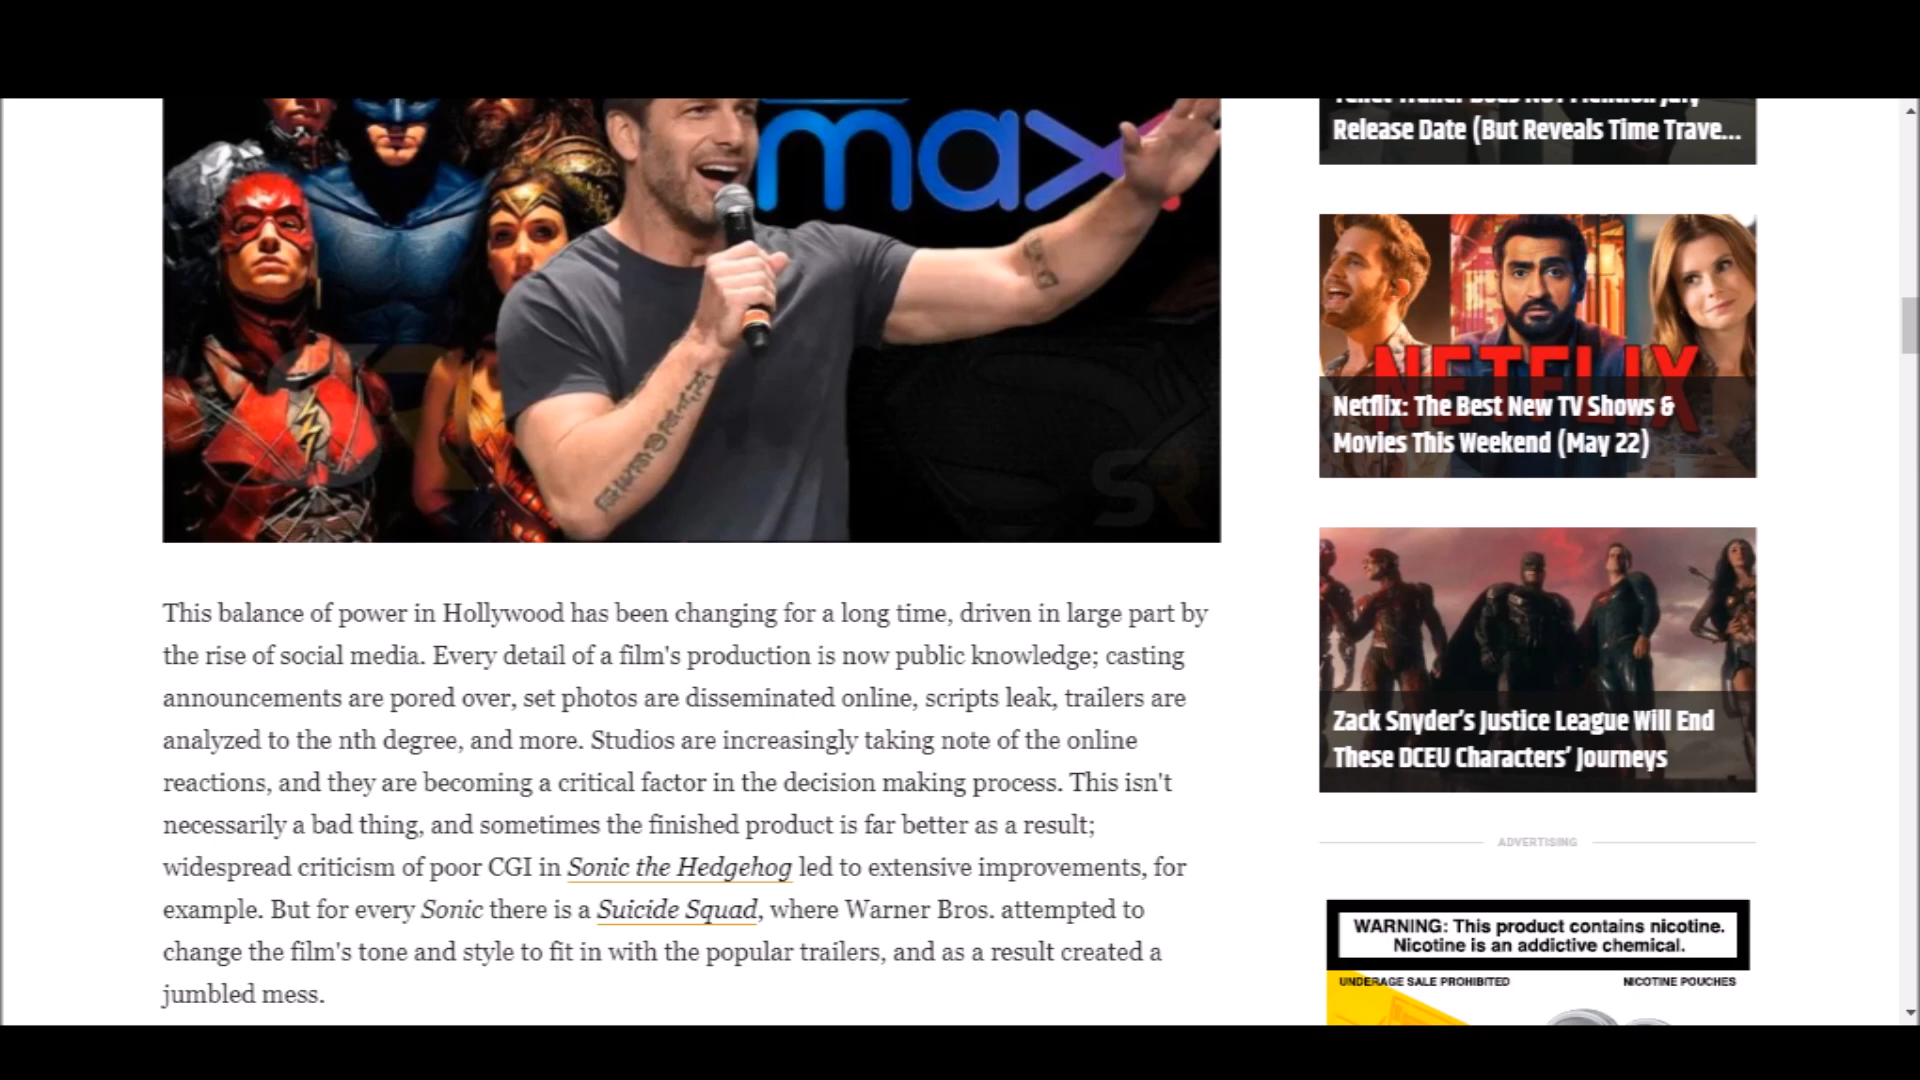 max
SR
This balance of power in Hollywood has been changing for a long time, driven in large part by
the rise of social media. Every detail of a film's production is now public knowledge; casting
announcements are pored over, set photos are disseminated online, scripts leak, trailers are
analyzed to the nth degree, and more. Studios are increasingly taking note of the online
reactions, and they are becoming a critical factor in the decision making process. This isn't
necessarily a bad thing, and sometimes the finished product is far better as a result;
widespread criticism of poor CGI in Sonic the Hedgehog led to extensive improvements, for
example. But for every Sonic there is a Suicide Squad, where Warner Bros. attempted to
change the film's tone and style to fit in with the popular trailers, and as a result created a
jumbled mess.
Tenet Trailer Does NOT Mention July
Release Date (But Reveals Time Trave...
NETFLIX
Netflix: The Best New TV Shows &
Movies This Weekend (May 22)
Zack Snyder's Justice League Will End
These DCEU Characters' Journeys
ADVERTISING
WARNING: This product contains nicotine.
Nicotine is an addictive chemical.
UNDERAGE SALE PROHIBITED
NICOTINE POUCHES